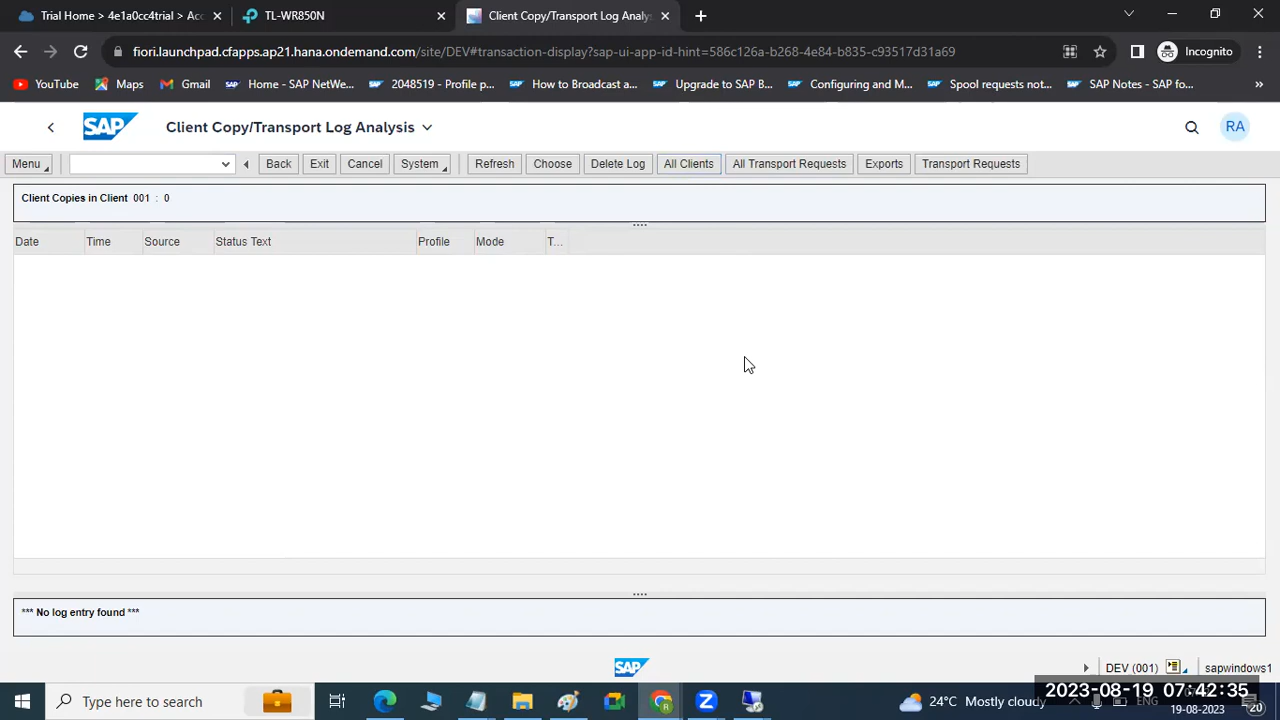 Trial Home > 4e1a0cc4trial > Acc
TL-WR850N
Client Copy/Transport Log Analys
fiori.launchpad.cfapps.ap21.hana.ondemand.com/site/DEV#transaction-display?sap-ui-app-id-hint=586c126a-b268-4e84-b835-c93517d31a69
Incognito
YouTube
Maps
Gmail
Home - SAP NetWe...
2048519 - Profile p...
How to Broadcast a...
Upgrade to SAP B...
Configuring and M...
Spool requests not...
SAP Notes - SAP fo...
»
SAP
Client Copy/Transport Log Analysis
RA
Menu
Back
Exit
Cancel
System
Refresh
Choose
Delete Log
All Clients
All Transport Requests
Exports
Transport Requests
Client Copies in Client 001 : 0
Date
Time
Source
Status Text
Profile
Mode
T...
*** No log entry found ***
SAP
DEV (001)
sapwindows1
Type here to search
24°C Mostly cloudy
ENG
2023-08-19 07:42:35
19-08-2023
20